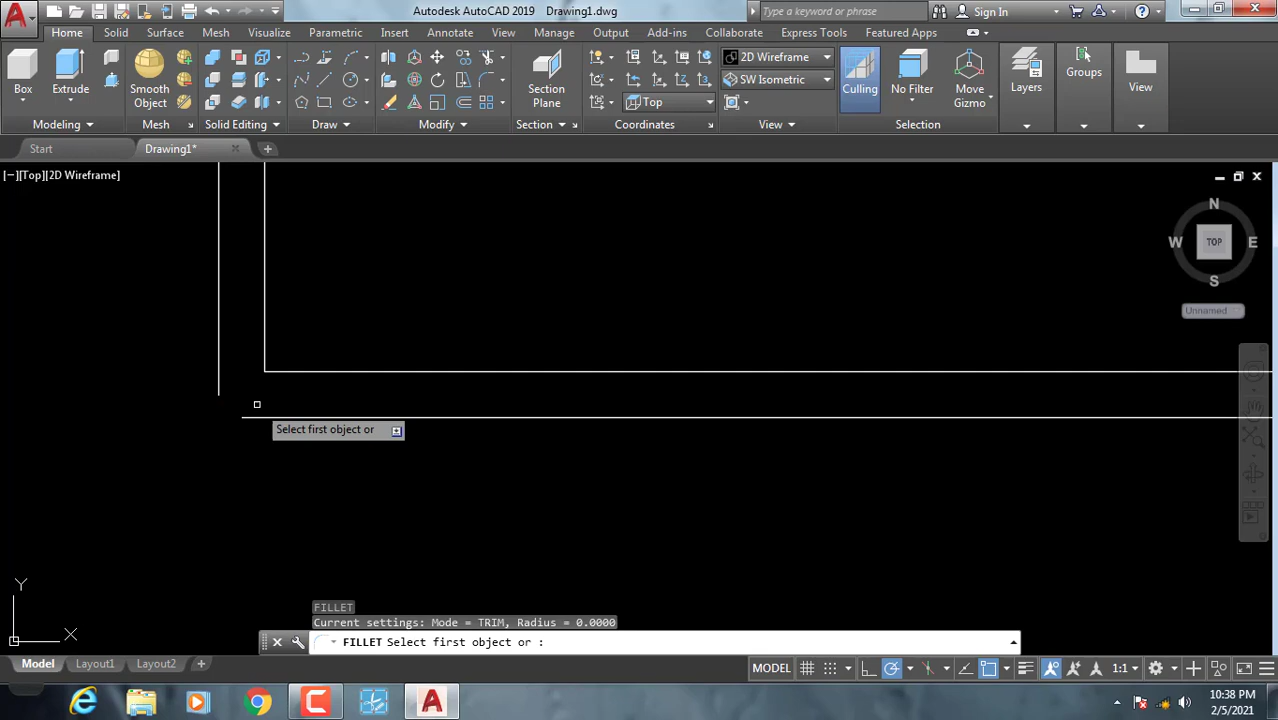 Autodesk AutoCAD 2019 Drawing1.dwg
Type a keyword or phrase
Sign In
Home Solid Surface Mesh Visualize Parametric Insert Annotate View Manage Output Add-ins Collaborate Express Tools Featured Apps
2D Wireframe
SW Isometric
Top
Box Extrude Smooth Object Section Plane Culling No Filter Move Gizmo Layers Groups View
Modeling Mesh Solid Editing Draw Modify Section Coordinates View Selection
Start Drawing1*
[−][Top][2D Wireframe]
N
W TOP E
S
Unnamed
Select first object or
Y
X
FILLET
Current settings: Mode = TRIM, Radius = 0.0000
FILLET Select first object or :
Model Layout1 Layout2 MODEL 1:1
10:38 PM
2/5/2021